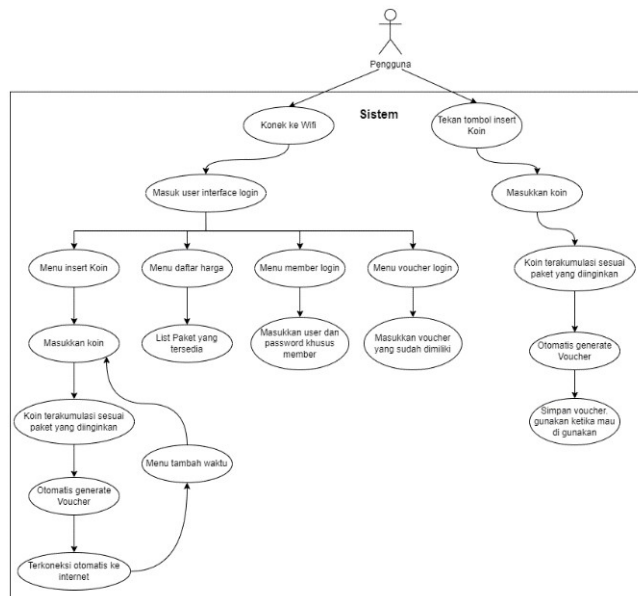 Pengguna
Sistem
Konek ke Wifi
Tekan tombol insert
Koin
Masuk user interface login
Masukkan koin
Menu insert Koin
Menu daftar harga
Menu member login
Menu voucher login
Koin terakumulasi sesuai
paket yang diinginkan
Masukkan koin
List Paket yang
tersedia
Masukkan user dan
password khusus
member
Masukkan voucher
yang sudah dimiliki
Otomatis generate
Voucher
Koin terakumulasi sesuai
paket yang diinginkan
Simpan voucher.
gunakan ketika mau
di gunakan
Menu tambah waktu
Otomatis generate
Voucher
Terkoneksi otomatis ke
internet